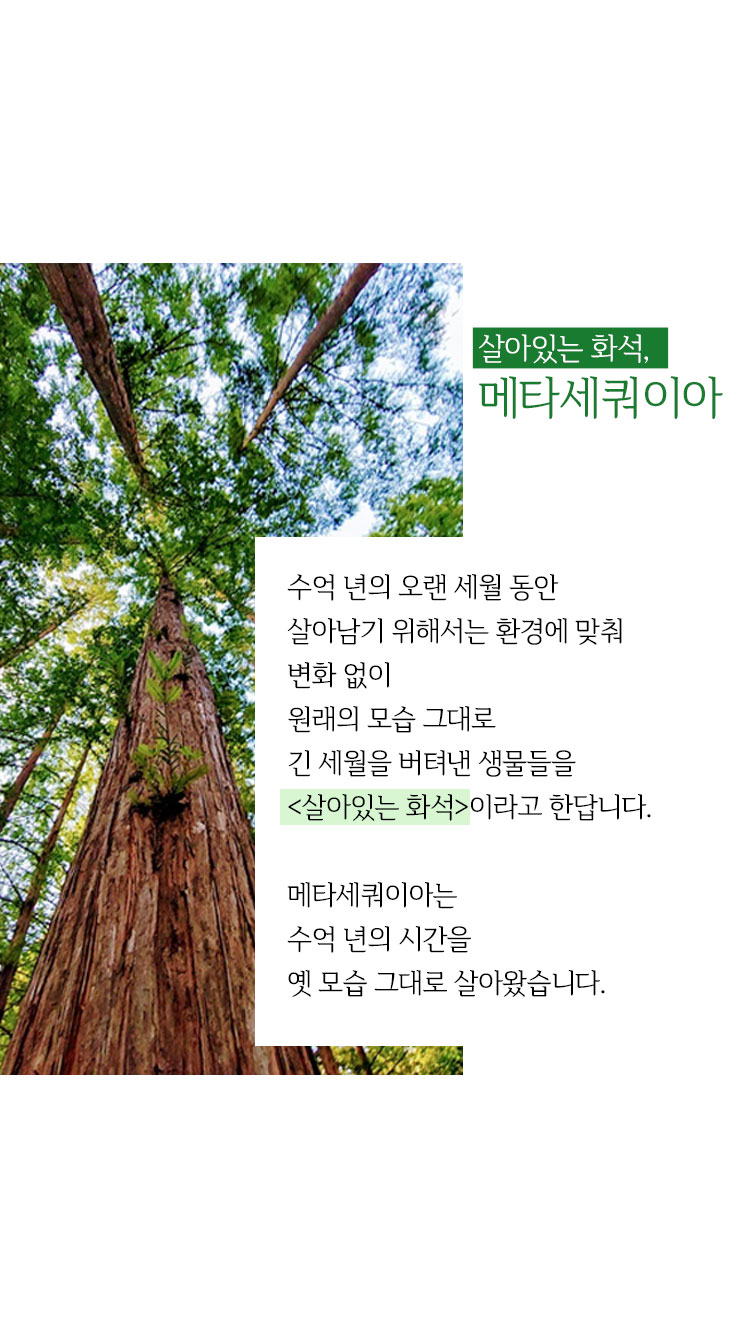 살아있는 화석,
메타세쿼이아
수억 년의 오랜 세월 동안
살아남기 위해서는 환경에 맞춰
변화 없이
원래의 모습 그대로
긴 세월을 버텨낸 생물들을
<살아있는 화석>이라고 한답니다.
메타세쿼이아는
수억 년의 시간을
옛 모습 그대로 살아왔습니다.